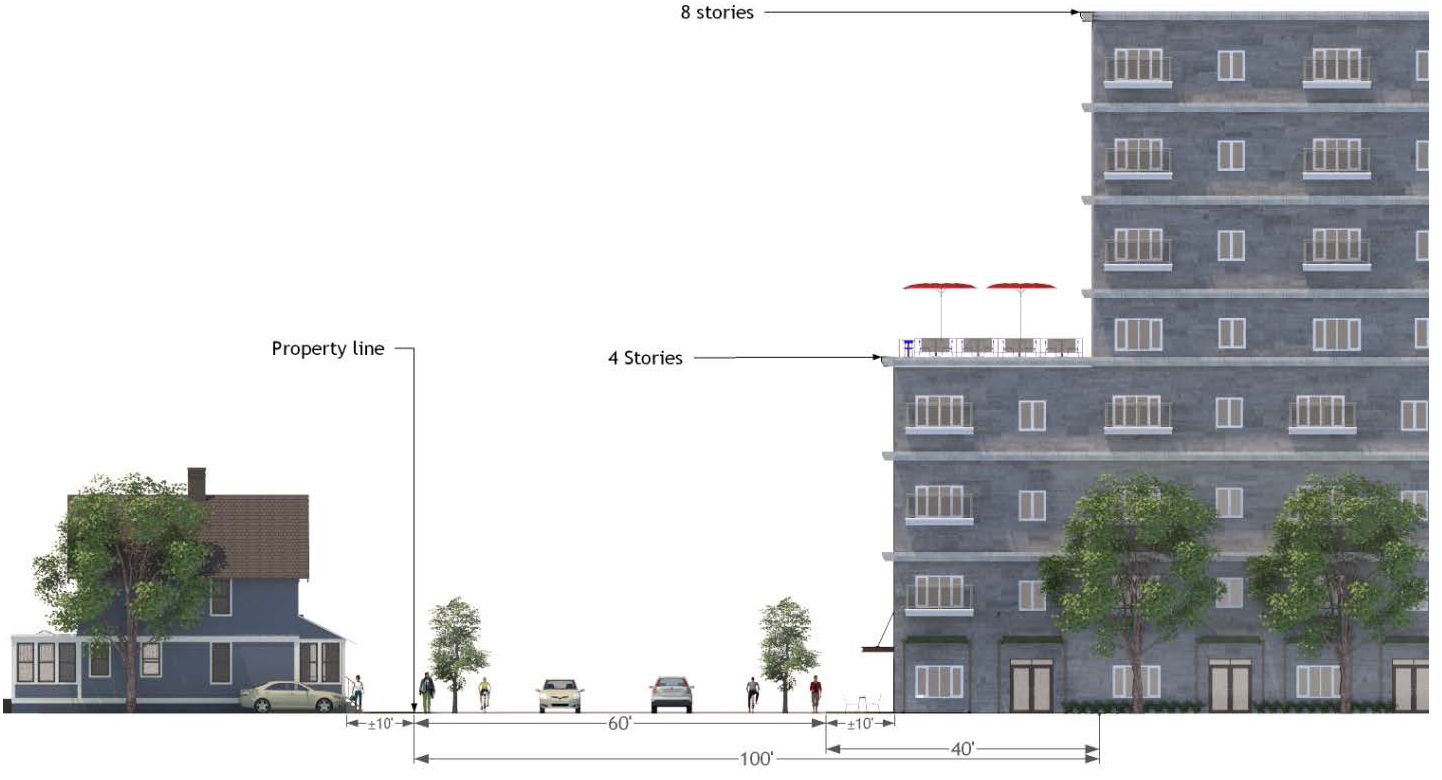 8 stories
Property line
4 Stories
±10'
60'
±10'
40'
100'